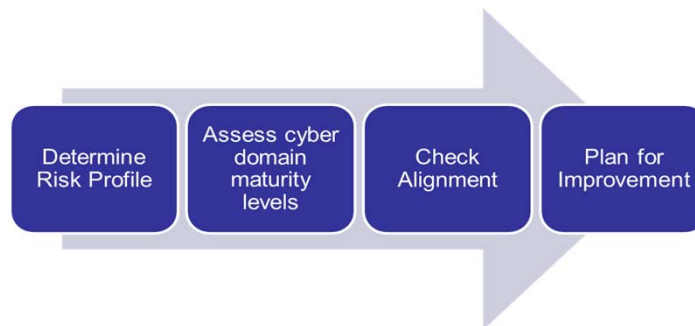 Determine
Risk Profile
Assess cyber
domain
maturity
levels
Check
Alignment
Plan for
Improvement